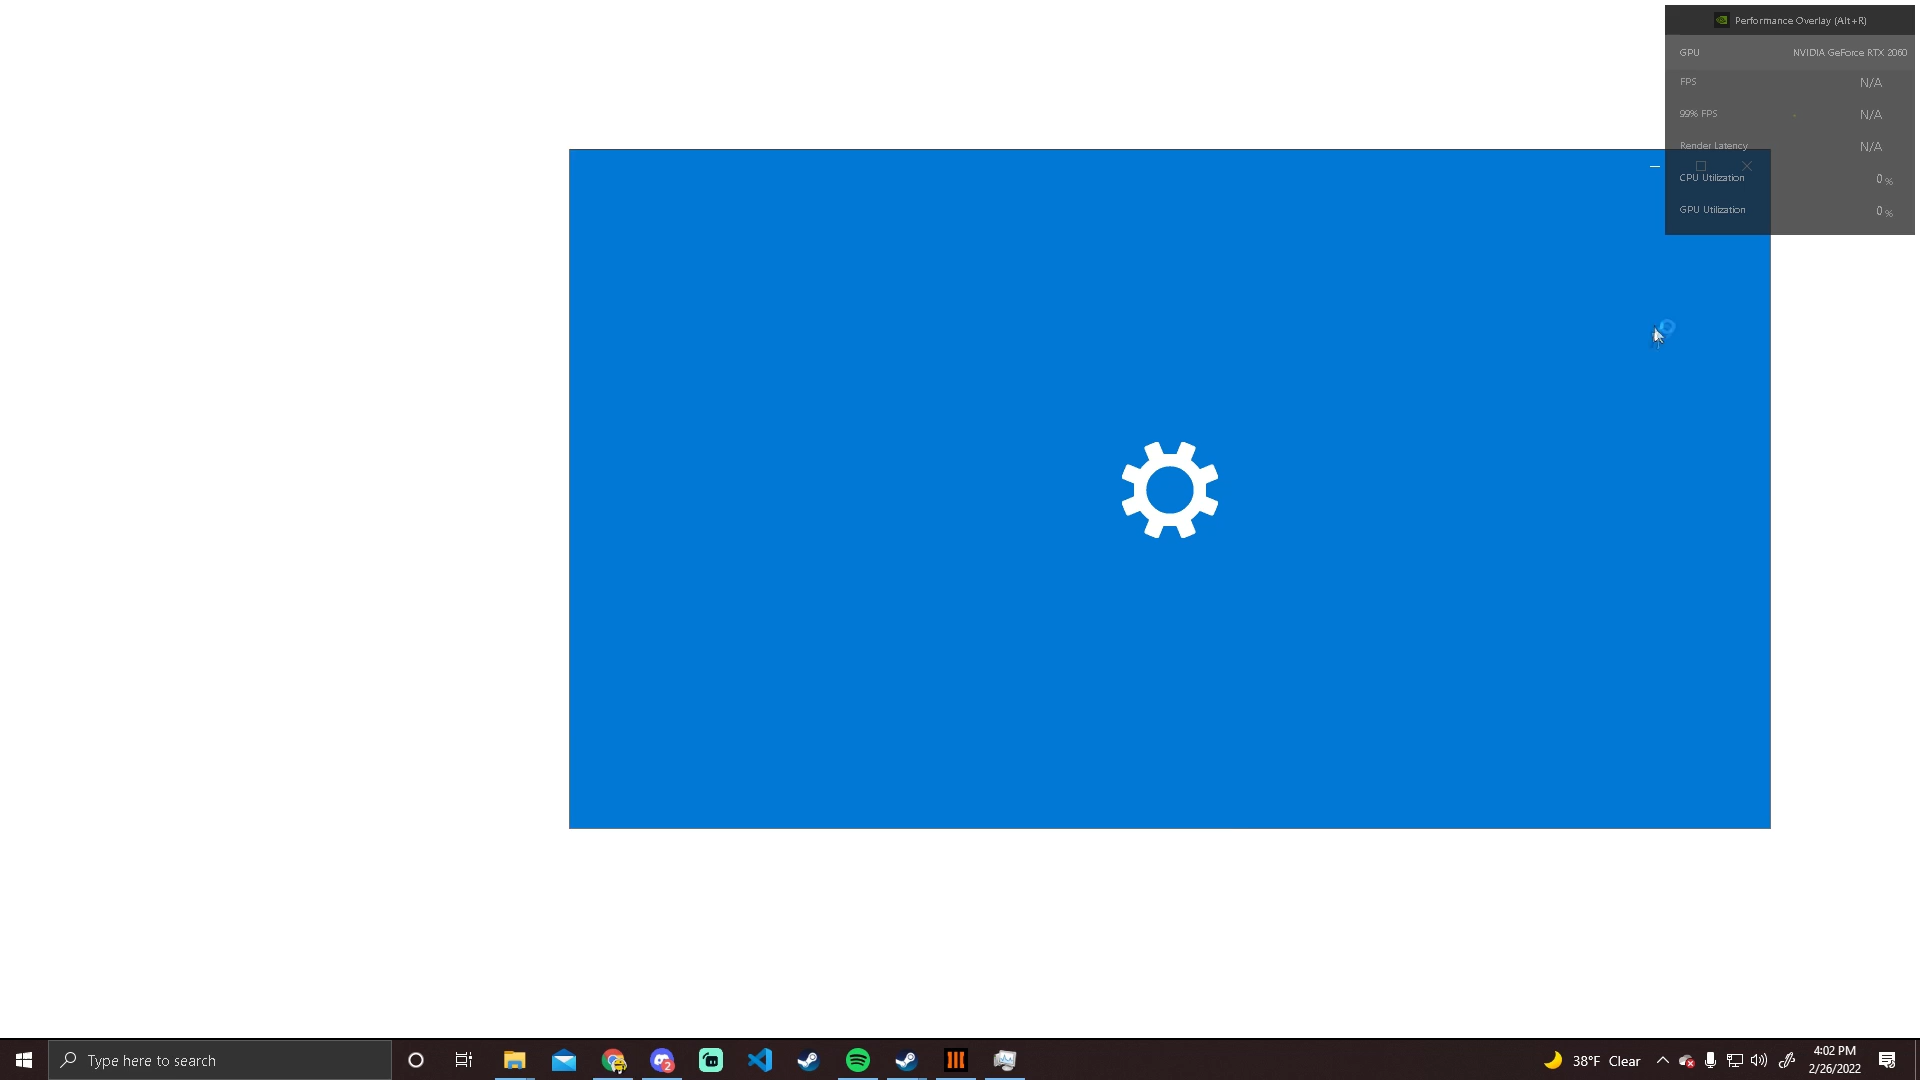 Performance Overlay (Alt+R)
GPU NVIDIA GeForce RTX 2060
FPS N/A
99% FPS N/A
Render Latency N/A
CPU Utilization 0 %
GPU Utilization 0 %
Type here to search
2
38°F Clear
4:02 PM
2/26/2022